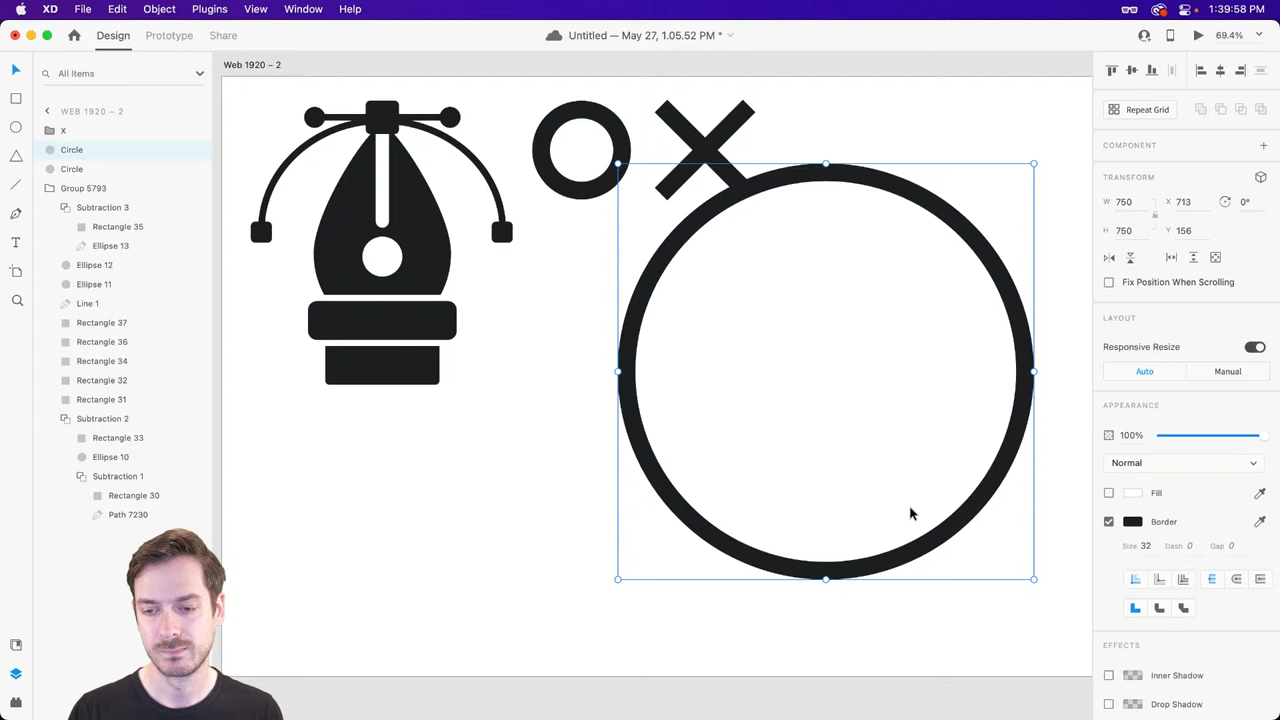 XD File Edit Object Plugins View Window Help 1:39:58 PM
Design Prototype Share Untitled — May 27, 1.05.52 PM * 69.4%
All Items
WEB 1920 – 2
X
Circle
Circle
Group 5793
Subtraction 3
Rectangle 35
Ellipse 13
Ellipse 12
Ellipse 11
Line 1
Rectangle 37
Rectangle 36
Rectangle 34
Rectangle 32
Rectangle 31
Subtraction 2
Rectangle 33
Ellipse 10
Subtraction 1
Rectangle 30
Path 7230
Web 1920 – 2
Repeat Grid
COMPONENT
TRANSFORM
W 750 X 713 0°
H 750 Y 156
Fix Position When Scrolling
LAYOUT
Responsive Resize
Auto Manual
APPEARANCE
100%
Normal
Fill
Border
Size 32 Dash 0 Gap 0
EFFECTS
Inner Shadow
Drop Shadow